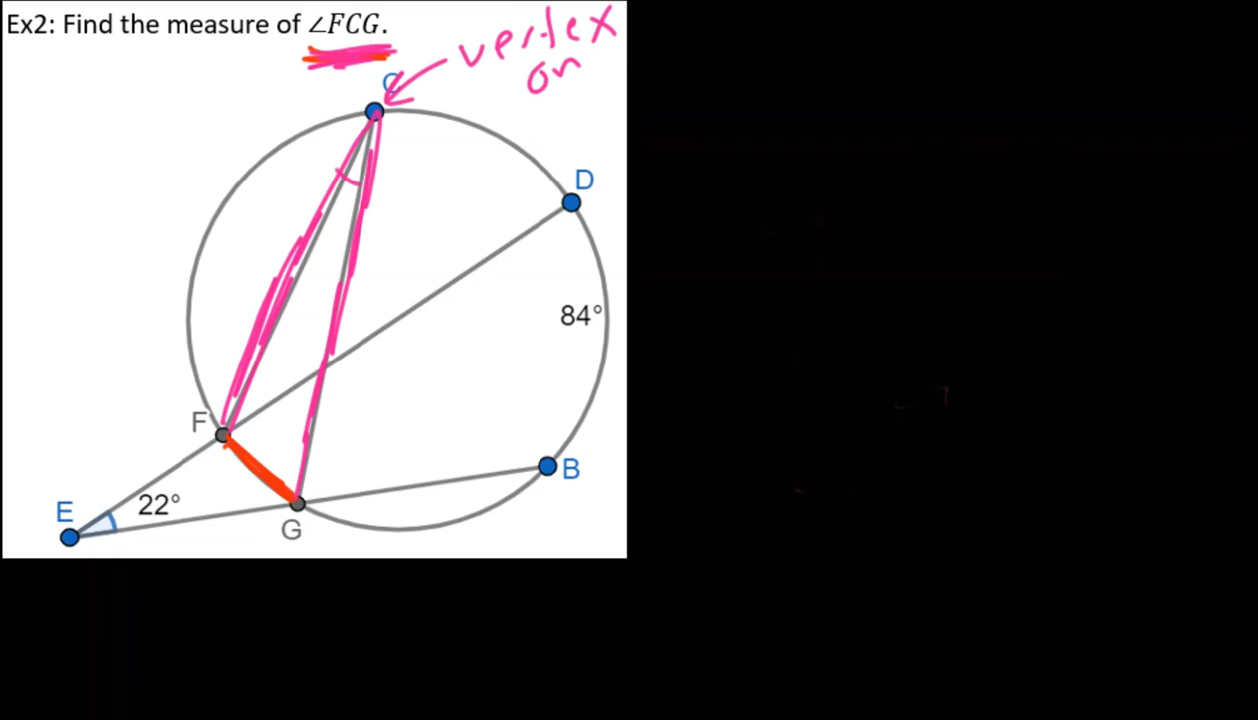 Ex2: Find the measure of ∠FCG.
vertex
on
C
D
84°
F
B
22°
E
G